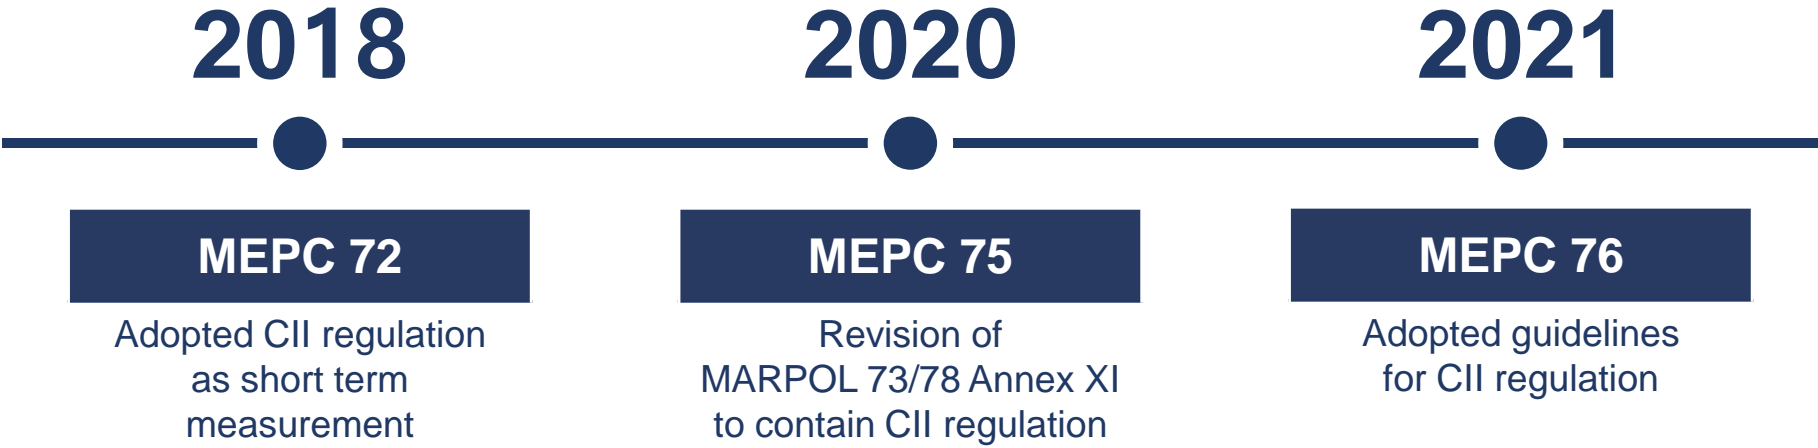 2018
2020
2021
MEPC 72
MEPC 75
MEPC 76
Adopted CII regulation
as short term
measurement
Revision of
MARPOL 73/78 Annex XI
to contain CII regulation
Adopted guidelines
for CII regulation